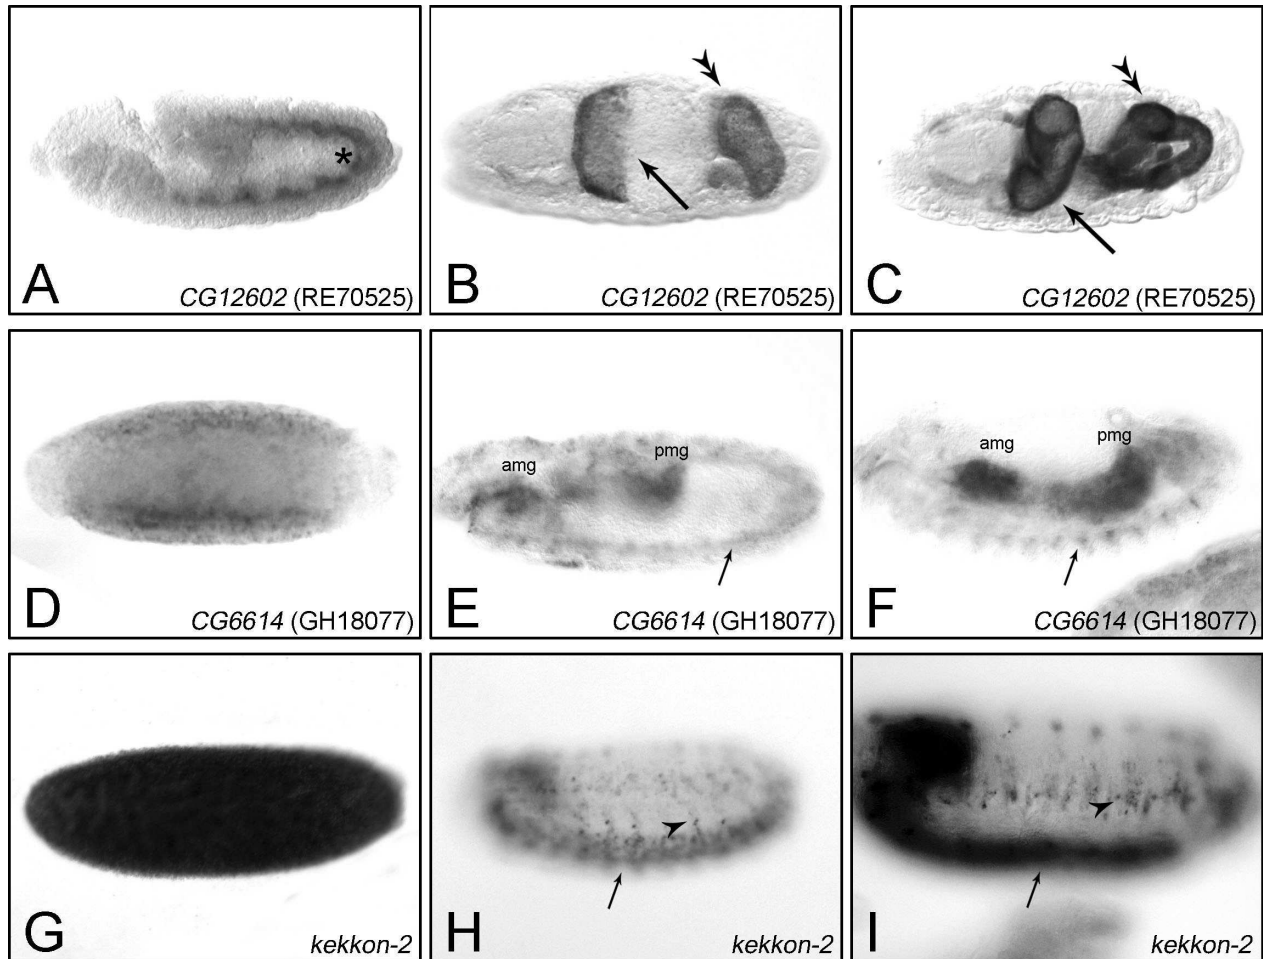 *
A
CG12602 (RE70525)
B
CG12602 (RE70525)
C
CG12602 (RE70525)
D
CG6614 (GH18077)
amg
pmg
E
CG6614 (GH18077)
amg
pmg
F
CG6614 (GH18077)
G
kekkon-2
H
kekkon-2
I
kekkon-2